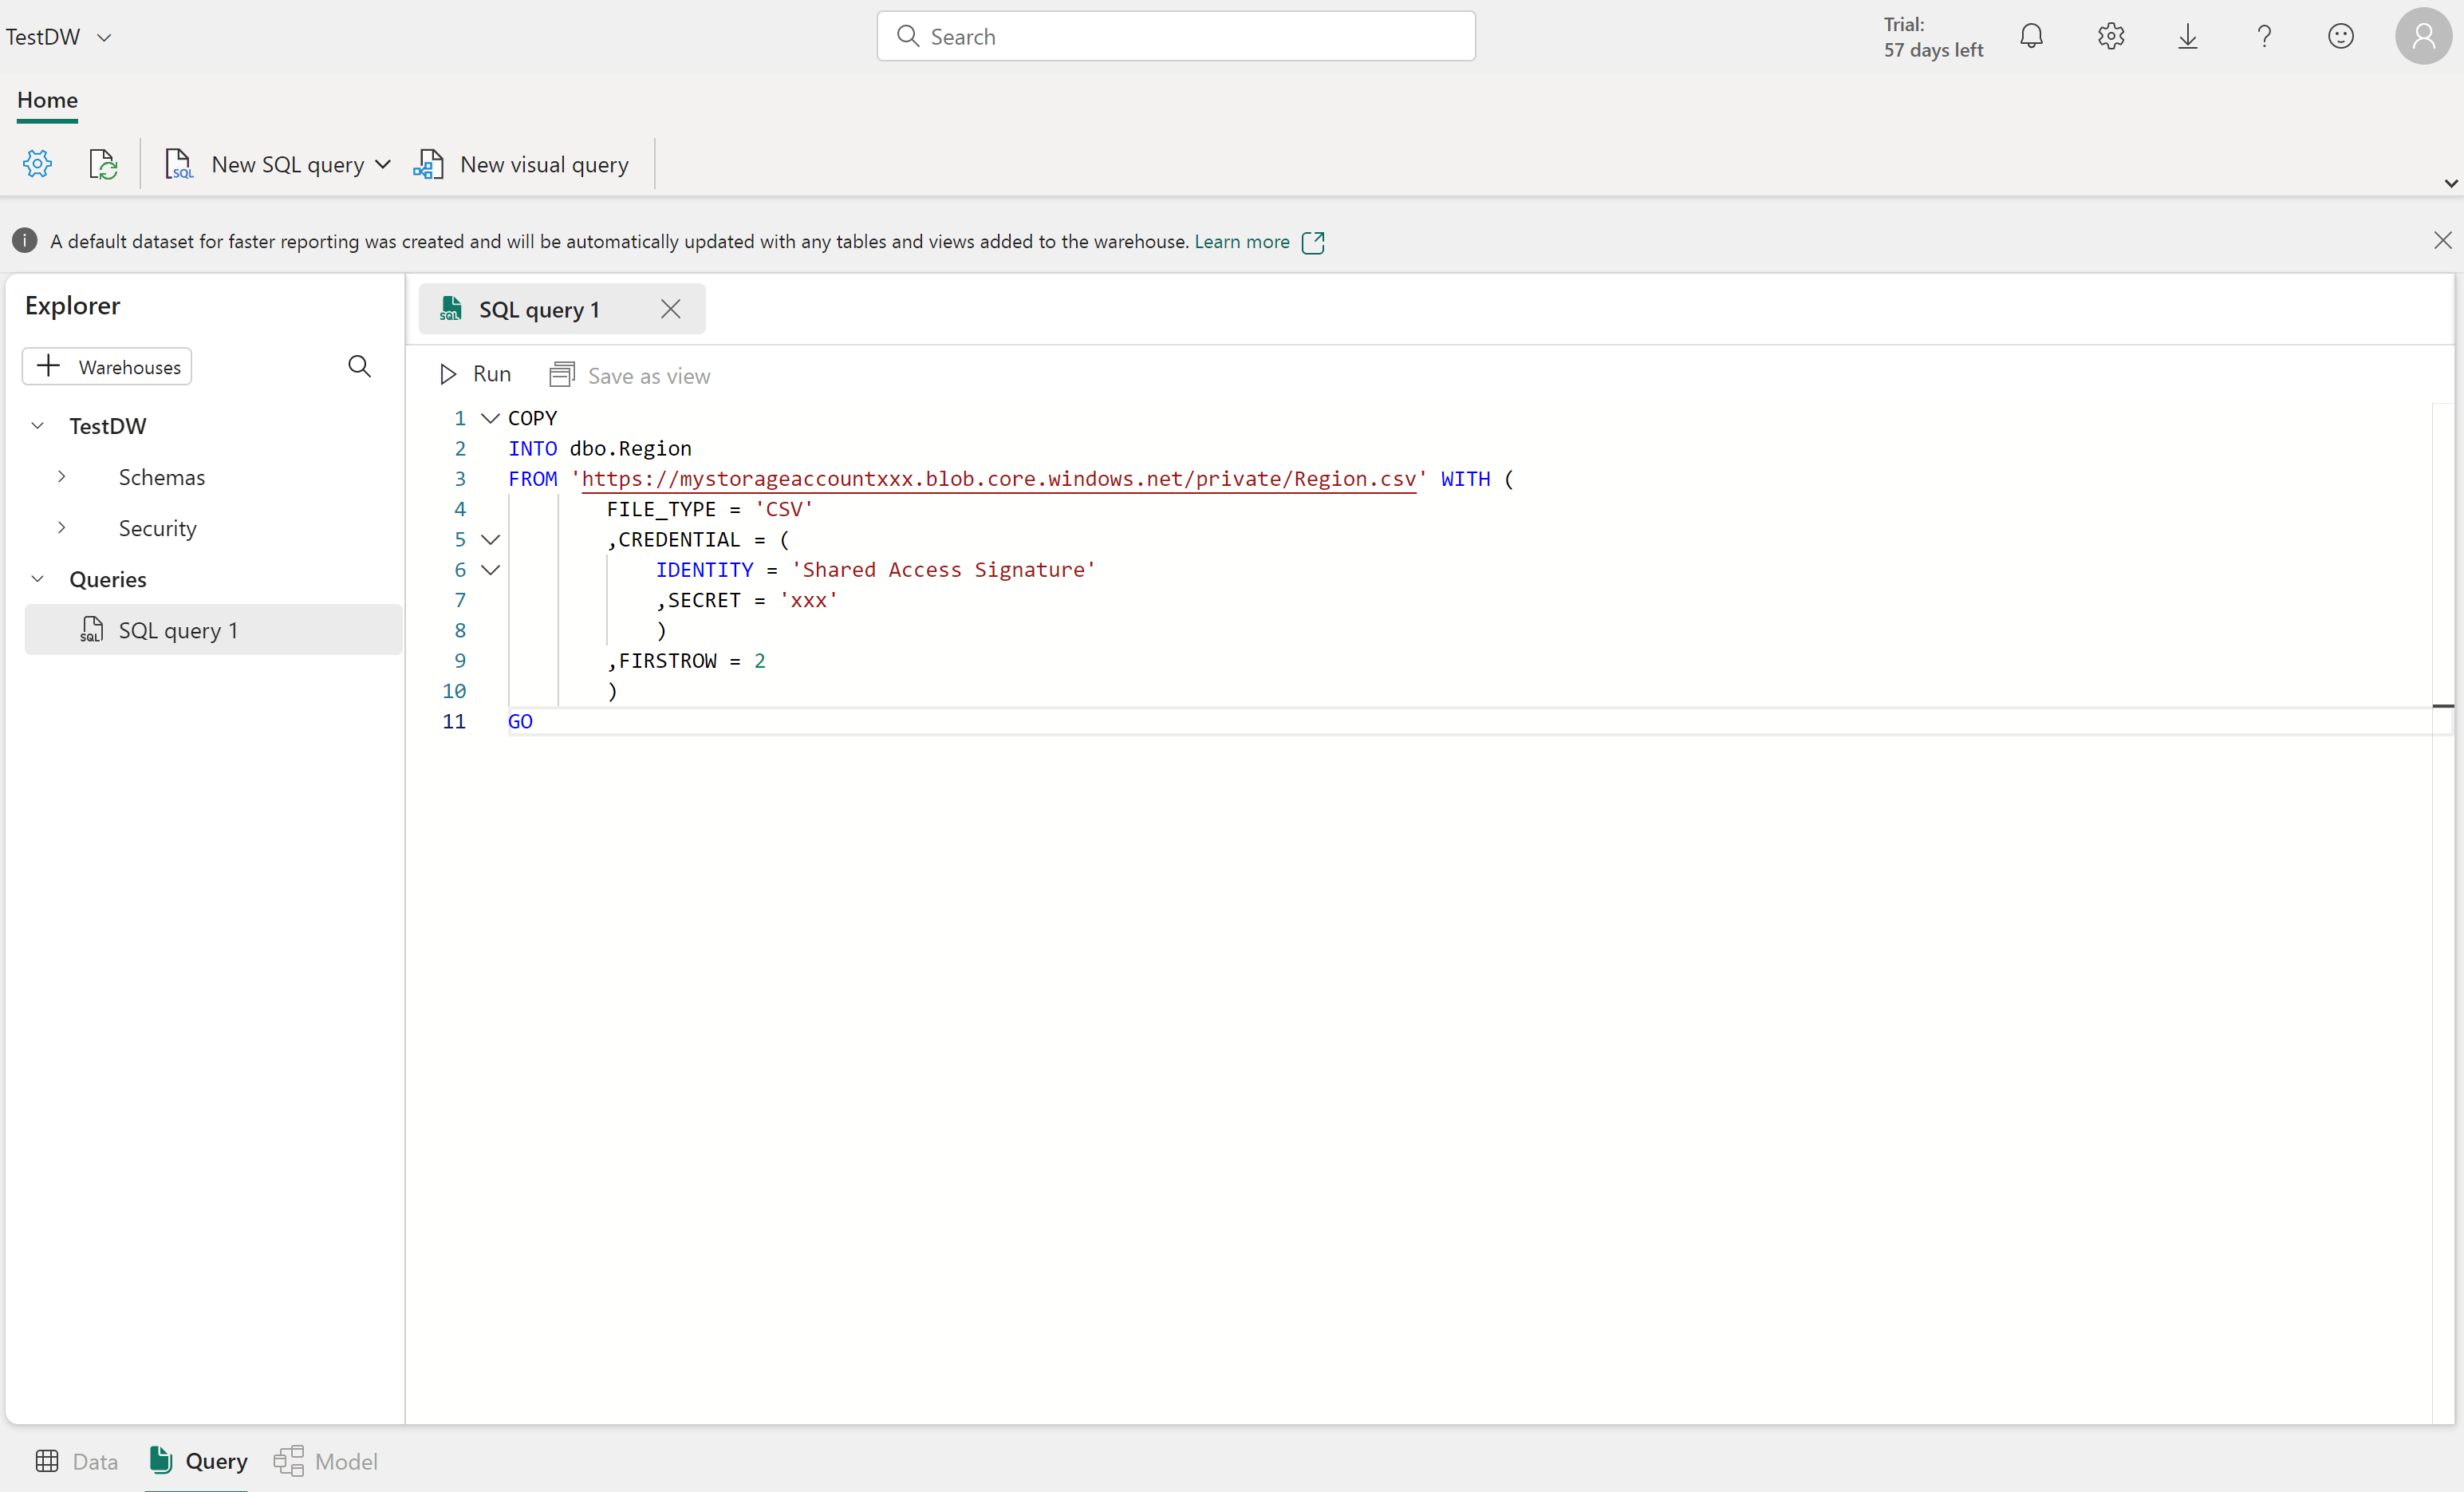 TestDW
Search
Trial:
57 days left
Home
SQL New SQL query
New visual query
A default dataset for faster reporting was created and will be automatically updated with any tables and views added to the warehouse. Learn more
Explorer
Warehouses
TestDW
Schemas
Security
Queries
SQL SQL query 1
SQL SQL query 1
Run
Save as view
1 COPY
2 INTO dbo.Region
3 FROM 'https://mystorageaccountxxx.blob.core.windows.net/private/Region.csv' WITH (
4 FILE_TYPE = 'CSV'
5 ,CREDENTIAL = (
6 IDENTITY = 'Shared Access Signature'
7 ,SECRET = 'xxx'
8 )
9 ,FIRSTROW = 2
10 )
11 GO
Data
Query
Model